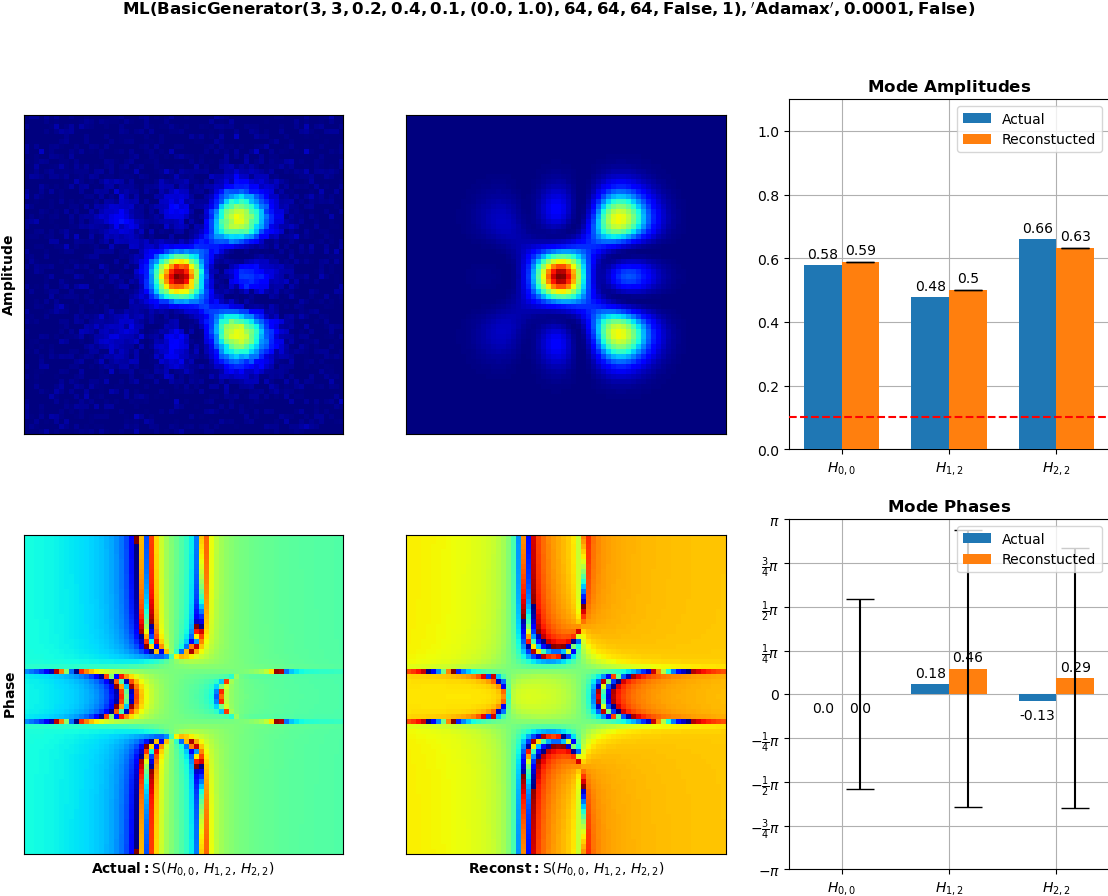 ML(BasicGenerator(3, 3, 0.2, 0.4, 0.1, (0.0, 1.0), 64, 64, 64, False, 1), ′Adamax′, 0.0001, False)
Amplitude
Mode Amplitudes
Actual
Reconstucted
1.0
0.8
0.6
0.4
0.2
0.0
0.58
0.59
0.48
0.5
0.66
0.63
H0,0
H1,2
H2,2
Phase
Actual: S(H0,0, H1,2, H2,2)
Reconst: S(H0,0, H1,2, H2,2)
Mode Phases
Actual
Reconstucted
π
3/4π
1/2π
1/4π
0
−1/4π
−1/2π
−3/4π
−π
0.0
0.0
0.18
0.46
-0.13
0.29
H0,0
H1,2
H2,2